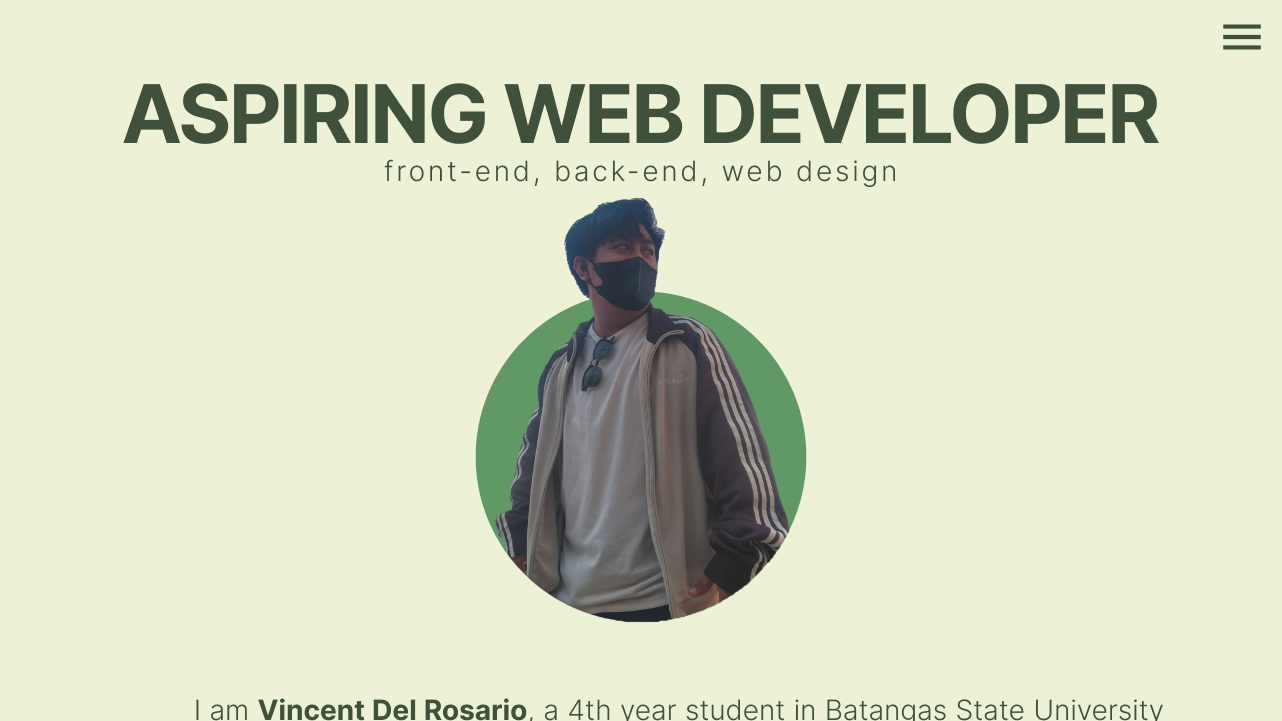 ASPIRING WEB DEVELOPER
front-end, back-end, web design
I am Vincent Del Rosario, a 4th year student in Batangas State University